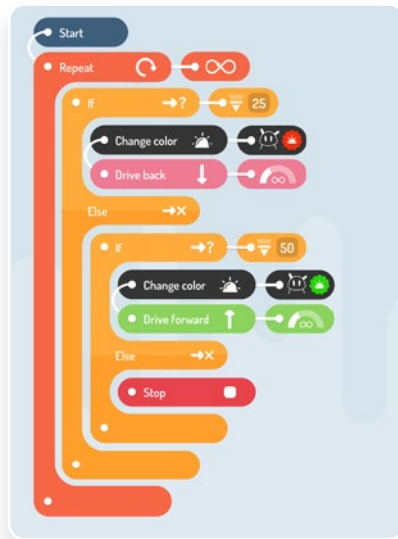 Start
Repeat
If 25
Change color
Drive back
Else
If 50
Change color
Drive forward
Else
Stop